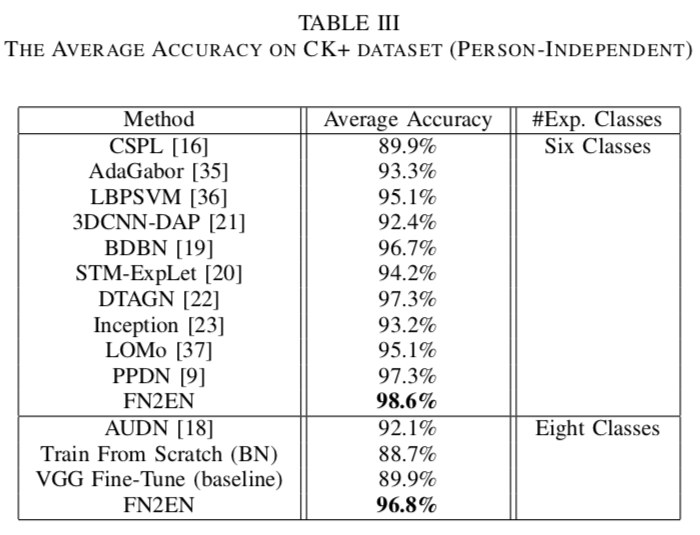 TABLE III
THE AVERAGE ACCURACY ON CK+ DATASET (PERSON-INDEPENDENT)
Method Average Accuracy #Exp. Classes
CSPL [16] 89.9% Six Classes
AdaGabor [35] 93.3%
LBPSVM [36] 95.1%
3DCNN-DAP [21] 92.4%
BDBN [19] 96.7%
STM-ExpLet [20] 94.2%
DTAGN [22] 97.3%
Inception [23] 93.2%
LOMo [37] 95.1%
PPDN [9] 97.3%
FN2EN 98.6%
AUDN [18] 92.1% Eight Classes
Train From Scratch (BN) 88.7%
VGG Fine-Tune (baseline) 89.9%
FN2EN 96.8%